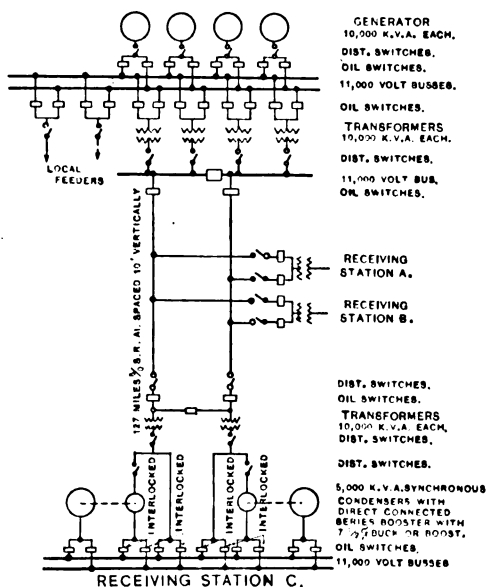 GENERATOR
10,000 K.V.A. EACH.
DIST. SWITCHES.
OIL SWITCHES.
11,000 VOLT BUSSES.
OIL SWITCHES.
TRANSFORMERS
10,000 K.V.A. EACH.
LOCAL
FEEDERS
DIST. SWITCHES.
11,000 VOLT BUS.
OIL SWITCHES.
127 MILES 4/0 S.R. Al. SPACED 10' VERTICALLY
RECEIVING
STATION A.
RECEIVING
STATION B.
DIST. SWITCHES.
OIL SWITCHES.
TRANSFORMERS
10,000 K.V.A. EACH.
DIST. SWITCHES.
DIST. SWITCHES.
INTERLOCKED
INTERLOCKED
INTERLOCKED
INTERLOCKED
5,000 K.V.A. SYNCHRONOUS
CONDENSERS WITH
DIRECT CONNECTED
SERIES BOOSTER WITH
BUCK OR BOOST.
OIL SWITCHES.
11,000 VOLT BUSSES
RECEIVING STATION C.